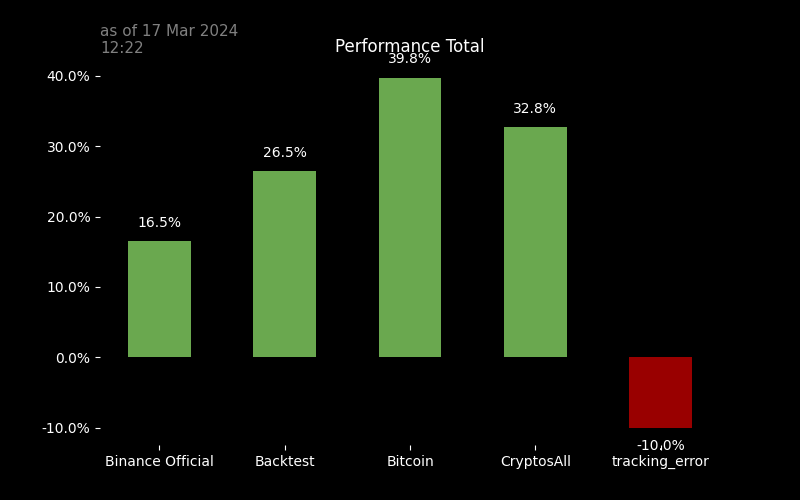 as of 17 Mar 2024
12:22
Performance Total
39.8%
40.0%
32.8%
30.0%
26.5%
20.0%
16.5%
10.0%
0.0%
-10.0%
-10.0%
Binance Official
Backtest
Bitcoin
CryptosAll
tracking_error